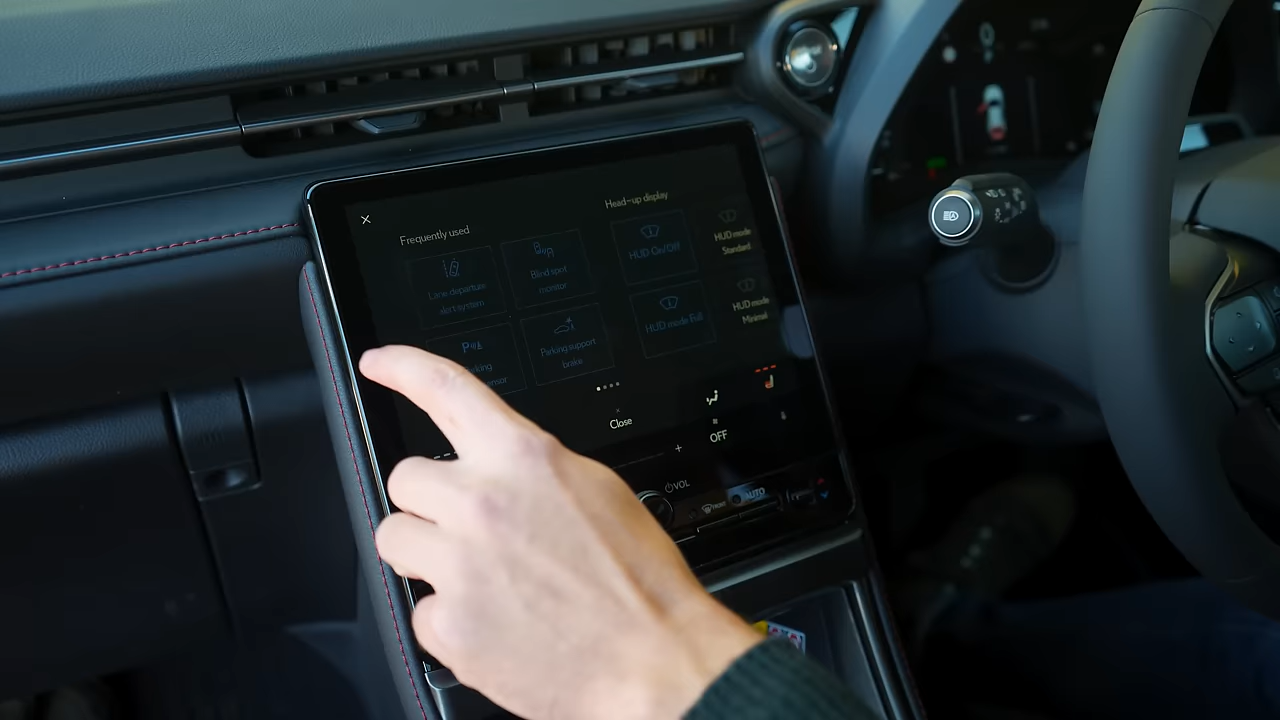 Frequently used
Head-up display
Lane departure
alert system
Blind spot
monitor
HUD On/Off
HUD mode
Standard
Parking support
brake
HUD mode Full
HUD mode
Minimal
Close
OFF
VOL
FRONT
AUTO